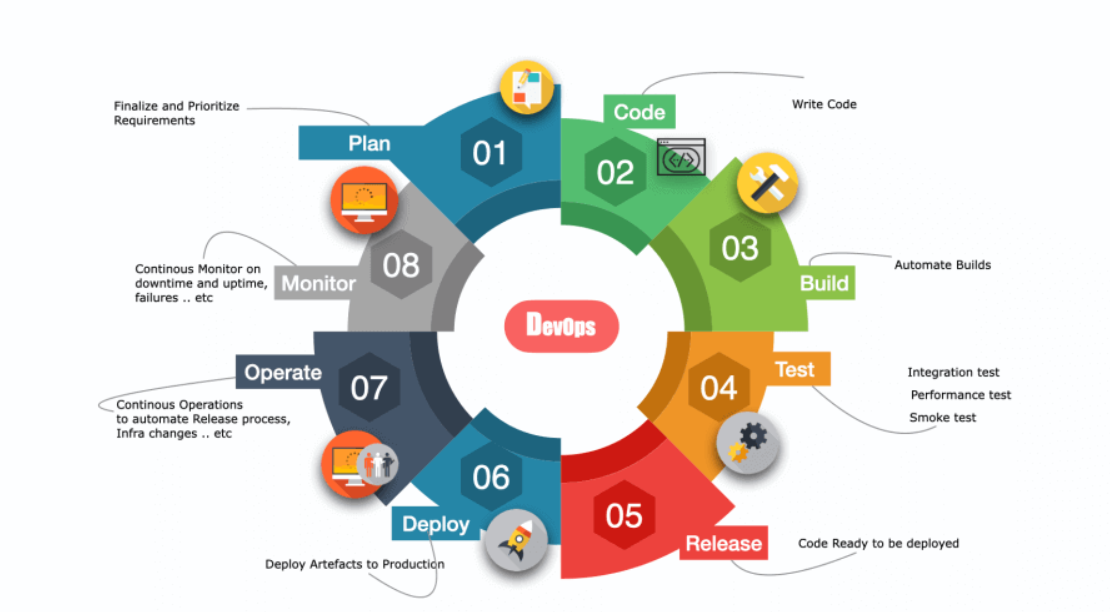 Finalize and Prioritize
Requirements
Plan
01
Code
Write Code
02
03
Build
Automate Builds
08
Monitor
Continous Monitor on
downtime and uptime,
failures .. etc
DevOps
Operate
07
Continous Operations
to automate Release process,
Infra changes .. etc
04
Test
Integration test
Performance test
Smoke test
06
Deploy
Deploy Artefacts to Production
05
Release
Code Ready to be deployed